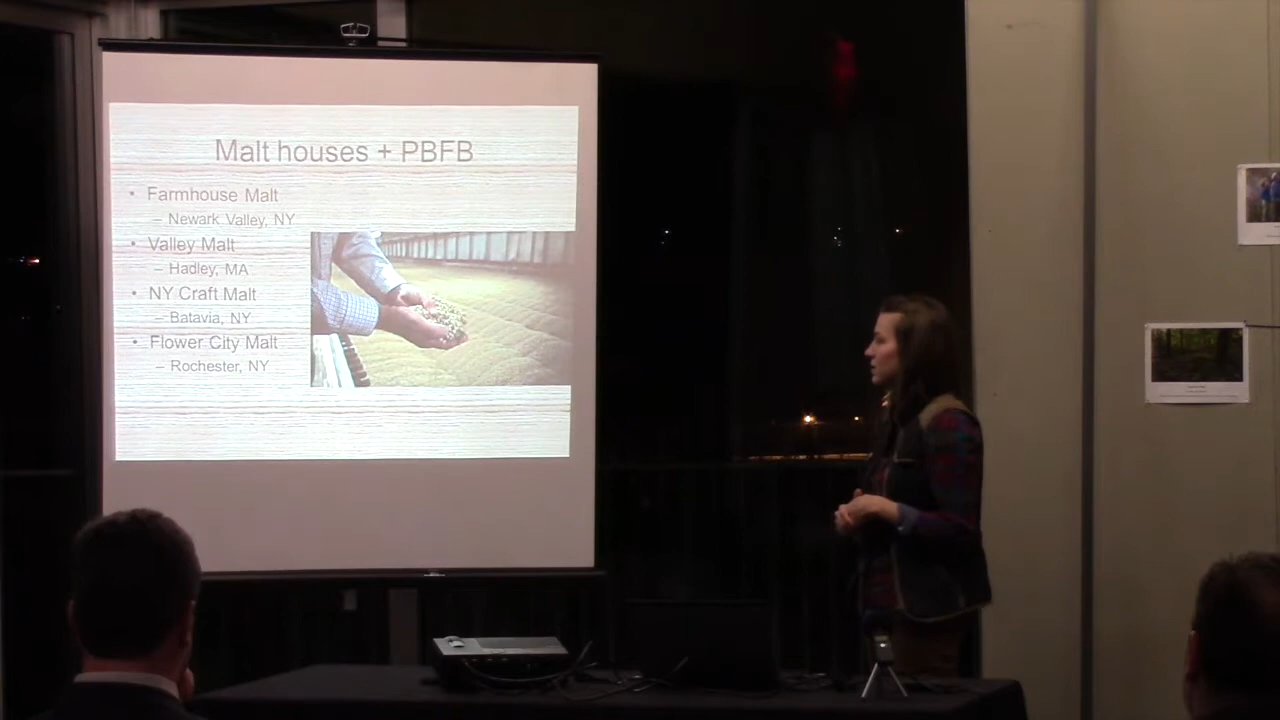 Malt houses + PBFB
• Farmhouse Malt
– Newark Valley, NY
• Valley Malt
– Hadley, MA
• NY Craft Malt
– Batavia, NY
• Flower City Malt
– Rochester, NY